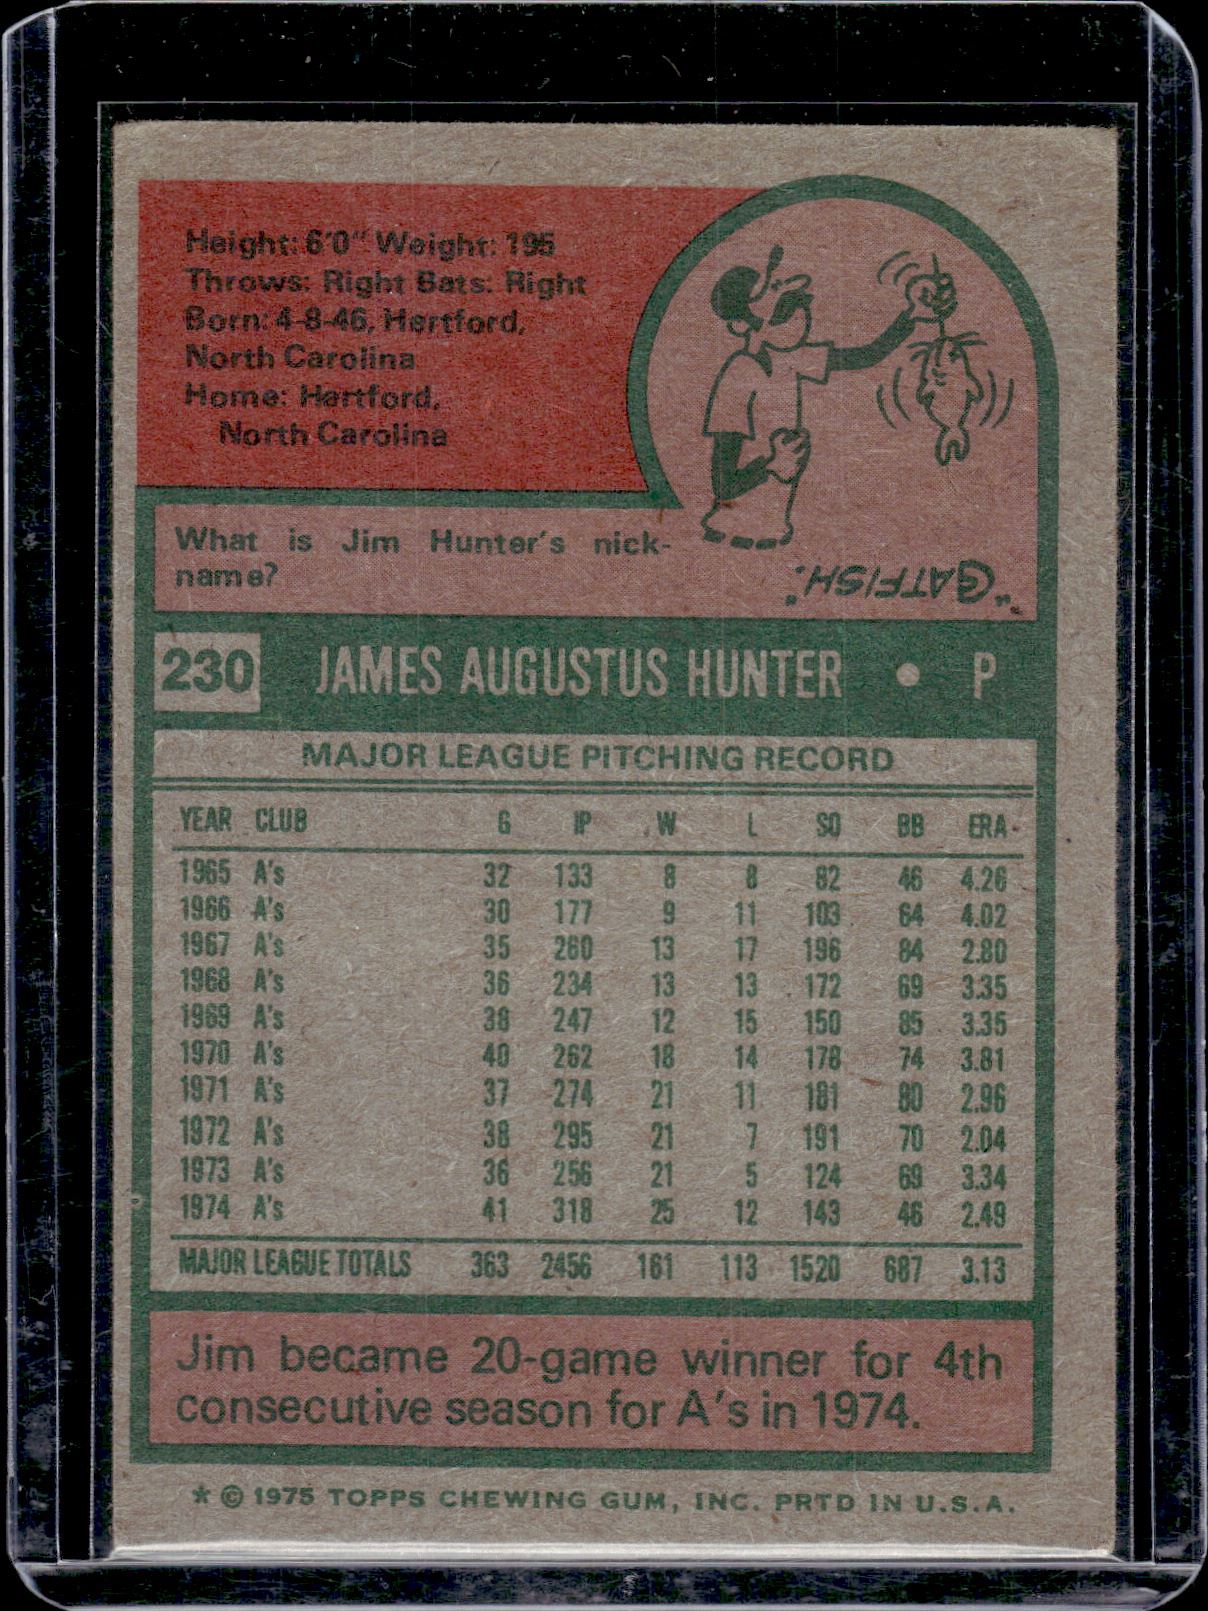 Height: 6'0" Weight: 195
Throws: Right Bats: Right
Born: 4-8-46, Hertford,
North Carolina
Home: Hertford,
North Carolina
What is Jim Hunter's nick-
name?
"CATFISH."
230 JAMES AUGUSTUS HUNTER • P
MAJOR LEAGUE PITCHING RECORD
YEAR CLUB G IP W L SO BB ERA
1965 A's 32 133 8 8 82 46 4.26
1966 A's 30 177 9 11 103 64 4.02
1967 A's 35 260 13 17 196 84 2.80
1968 A's 36 234 13 13 172 69 3.35
1969 A's 38 247 12 15 150 85 3.35
1970 A's 40 262 18 14 178 74 3.81
1971 A's 37 274 21 11 181 80 2.96
1972 A's 38 295 21 7 191 70 2.04
1973 A's 36 256 21 5 124 69 3.34
1974 A's 41 318 25 12 143 46 2.49
MAJOR LEAGUE TOTALS 363 2456 161 113 1520 687 3.13
Jim became 20-game winner for 4th
consecutive season for A's in 1974.
* © 1975 TOPPS CHEWING GUM, INC. PRTD IN U.S.A.